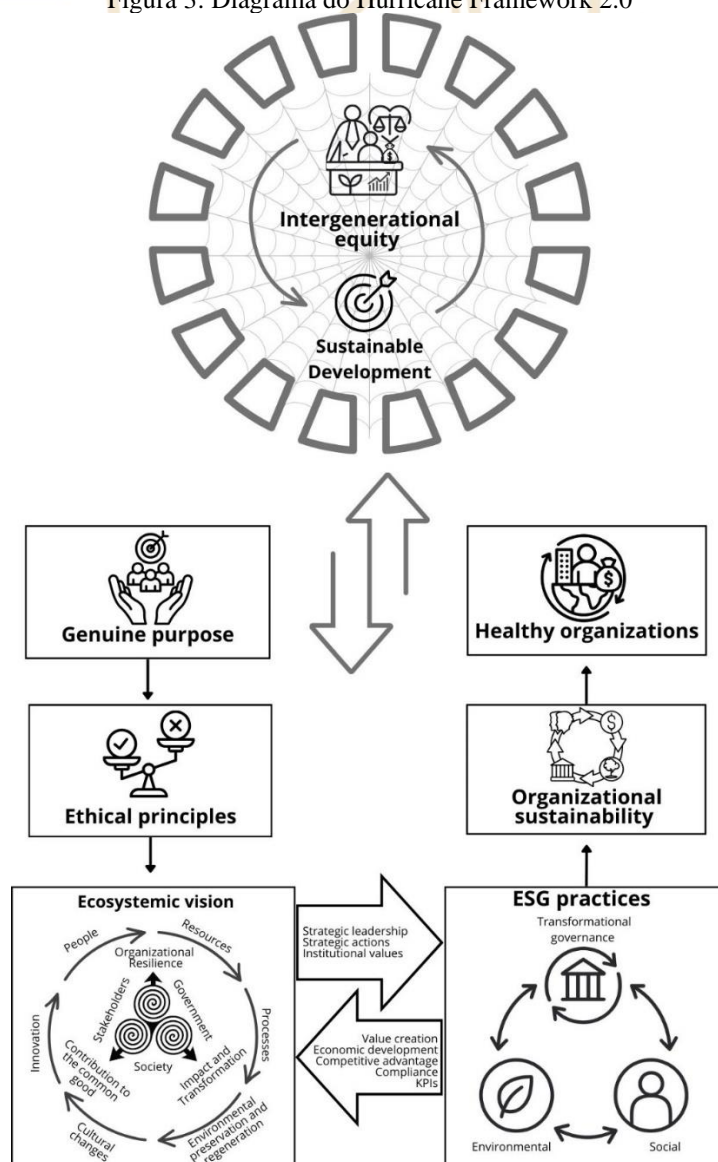 Figura 3: Diagrama do Hurricane Framework 2.0
Intergenerational
equity
Sustainable
Development
Genuine purpose
Healthy organizations
Ethical principles
Organizational
sustainability
Ecosystemic vision
People
Resources
Organizational
Resilience
Stakeholders
Government
Society
Innovation
Processes
Contribution to
the common
good
Impact and
Transformation
Cultural
changes
Environmental
preservation and
regeneration
Strategic leadership
Strategic actions
Institutional values
Value creation
Economic development
Competitive advantage
Compliance
KPIs
ESG practices
Transformational
governance
Environmental
Social